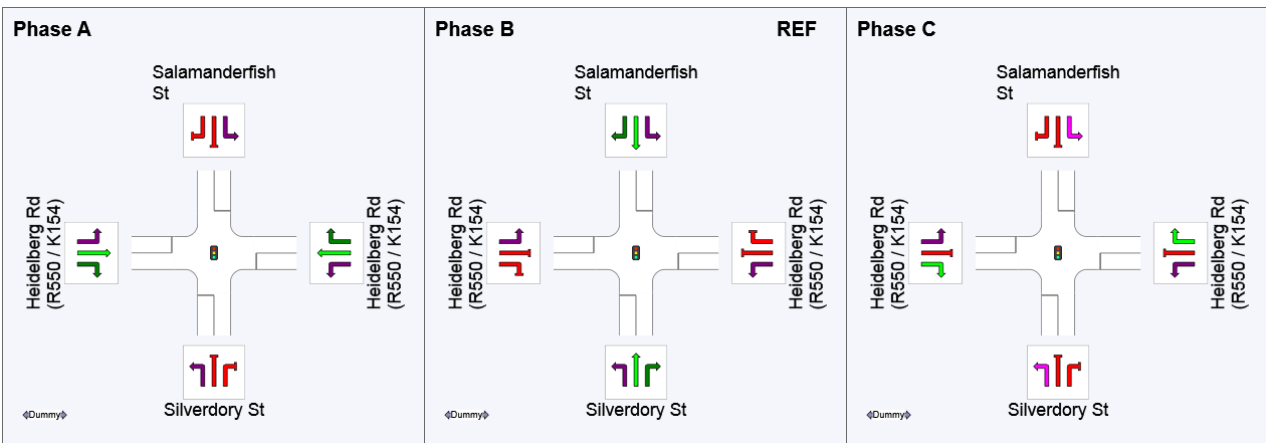 Phase A
Salamanderfish
St
Heidelberg Rd
(R550 / K154)
Heidelberg Rd
(R550 / K154)
Silverdory St
Dummy
Phase B
REF
Salamanderfish
St
Heidelberg Rd
(R550 / K154)
Heidelberg Rd
(R550 / K154)
Silverdory St
Dummy
Phase C
Salamanderfish
St
Heidelberg Rd
(R550 / K154)
Heidelberg Rd
(R550 / K154)
Silverdory St
Dummy